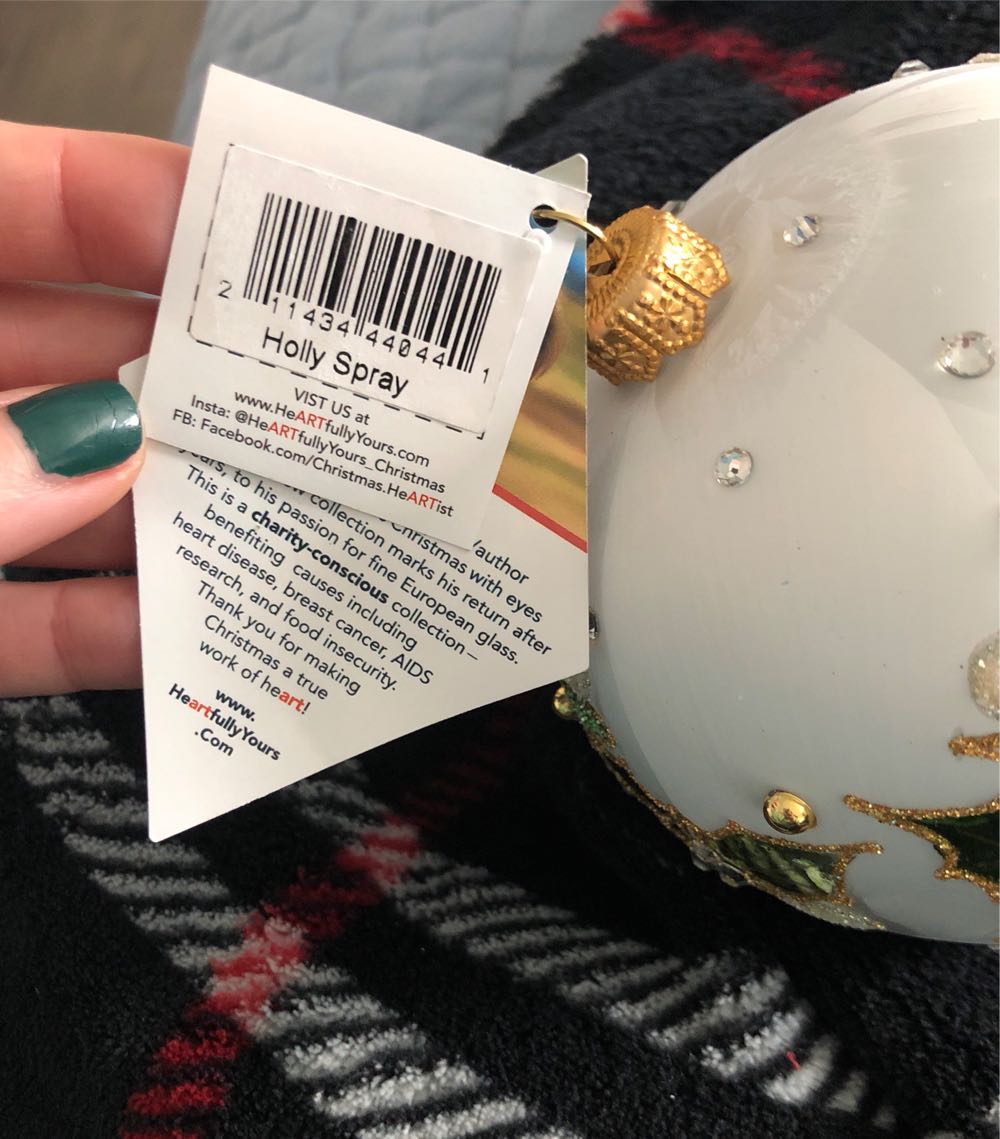 2 11434 44044 1
Holly Spray
VIST US at
www.HeARTfullyYours.com
Insta: @HeARTfullyYours_Christmas
FB: Facebook.com/Christmas.HeARTist
/author
Christmas with eyes
collection marks his return after
years, to his passion for fine European glass.
This is a charity-conscious collection–
benefiting causes including
heart disease, breast cancer, AIDS
research, and food insecurity.
Thank you for making
Christmas a true
work of heart!
www.
HeartfullyYours
.Com